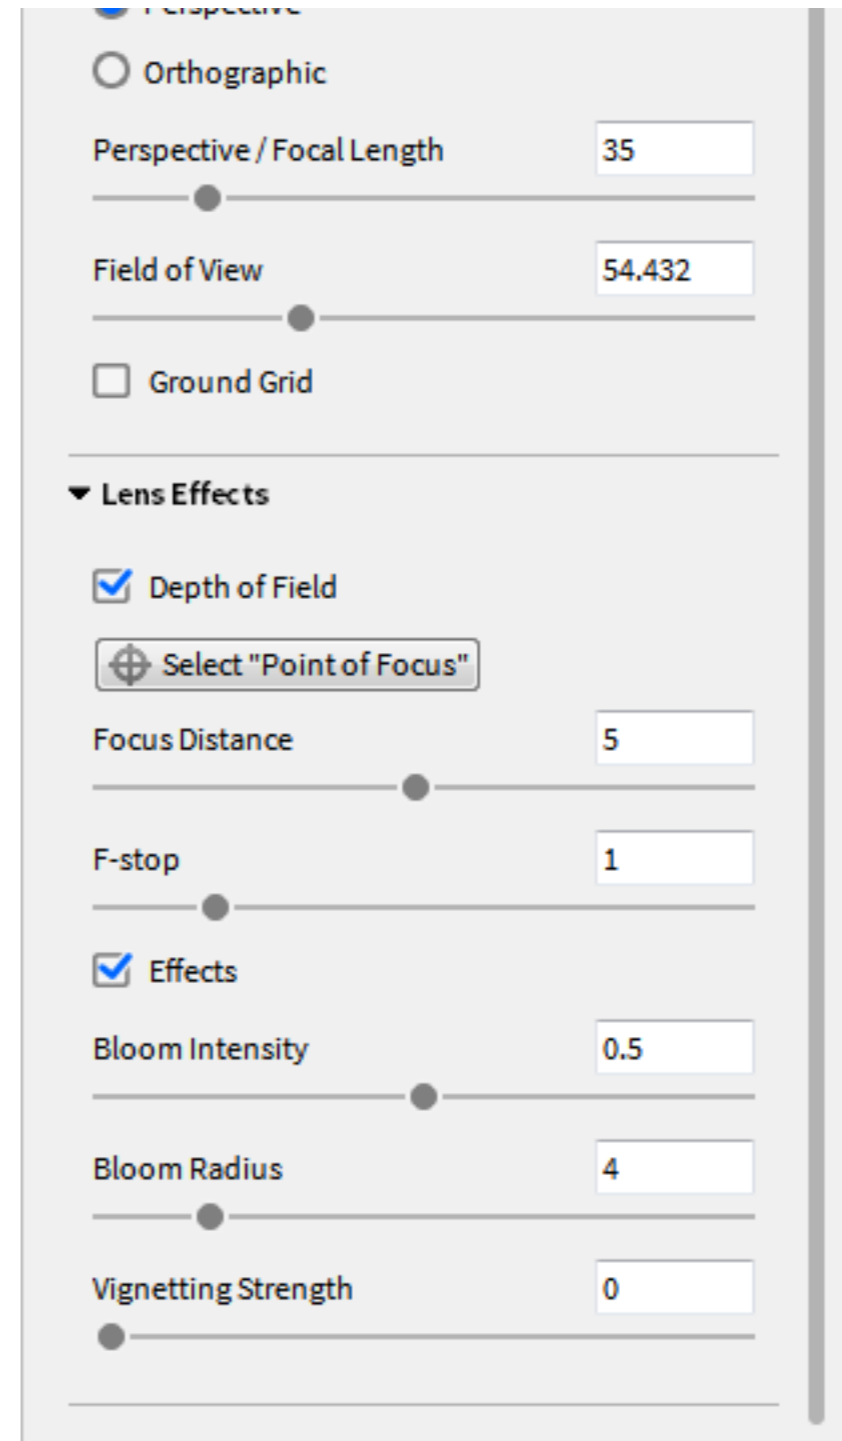 Perspective
Orthographic
Perspective / Focal Length 35
Field of View 54.432
Ground Grid
Lens Effects
Depth of Field
Select "Point of Focus"
Focus Distance 5
F-stop 1
Effects
Bloom Intensity 0.5
Bloom Radius 4
Vignetting Strength 0